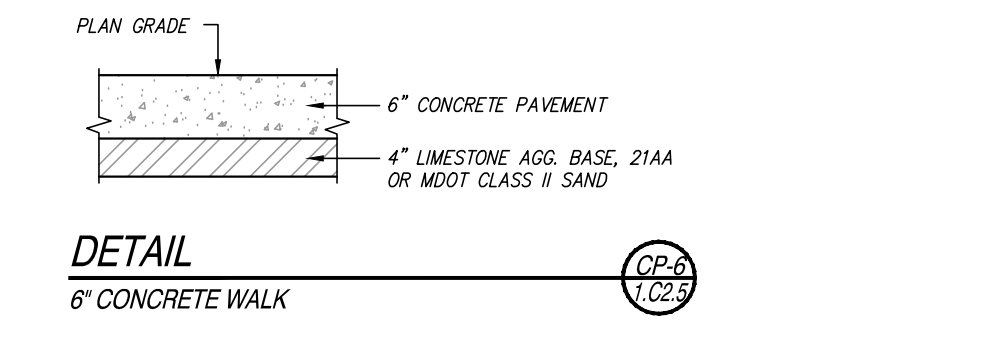 PLAN GRADE
6” CONCRETE PAVEMENT
4” LIMESTONE AGG. BASE, 21AA
OR MDOT CLASS II SAND
DETAIL
6" CONCRETE WALK
CP-6
1.C2.5